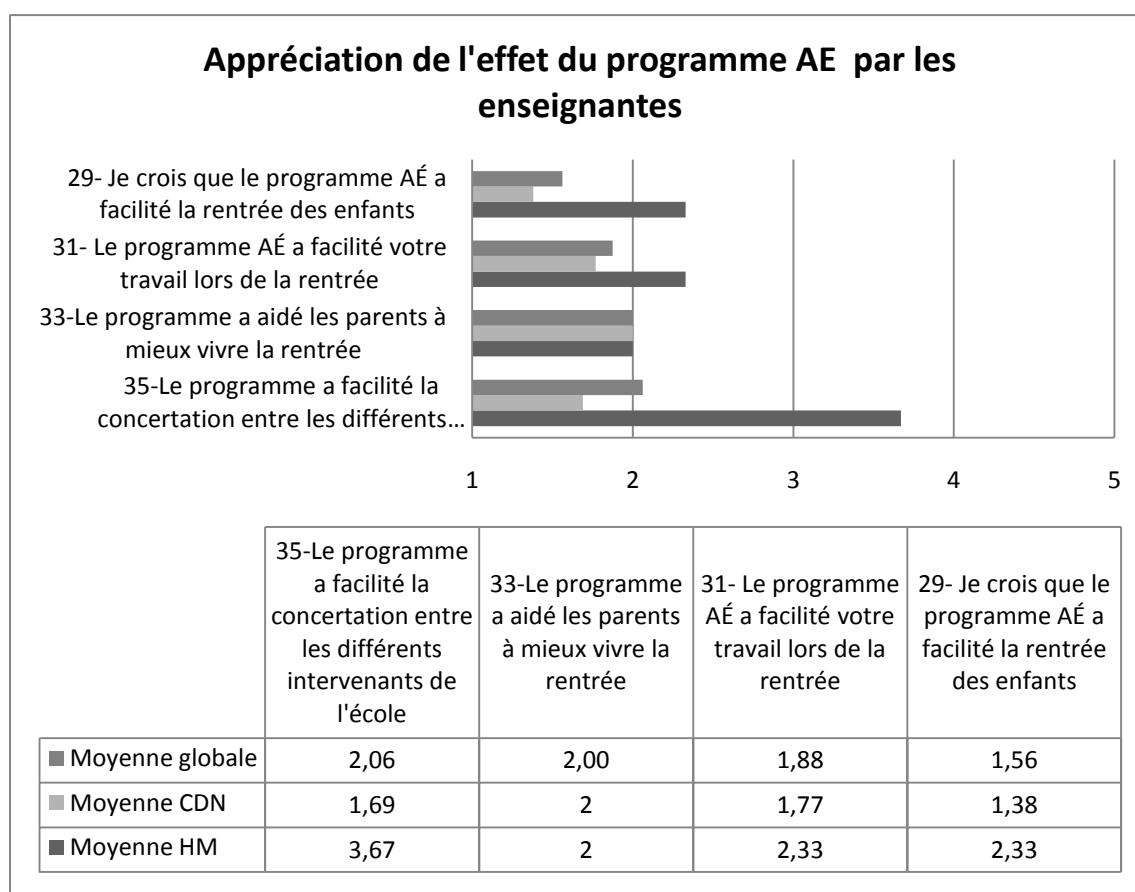 Appréciation de l'effet du programme AE par les
enseignantes
29- Je crois que le programme AÉ a
facilité la rentrée des enfants
31- Le programme AÉ a facilité votre
travail lors de la rentrée
33-Le programme a aidé les parents à
mieux vivre la rentrée
35-Le programme a facilité la
concertation entre les différents…
1 2 3 4 5
35-Le programme
a facilité la
concertation entre
les différents
intervenants de
l'école
33-Le programme
a aidé les parents
à mieux vivre la
rentrée
31- Le programme
AÉ a facilité votre
travail lors de la
rentrée
29- Je crois que le
programme AÉ a
facilité la rentrée
des enfants
Moyenne globale 2,06 2,00 1,88 1,56
Moyenne CDN 1,69 2 1,77 1,38
Moyenne HM 3,67 2 2,33 2,33